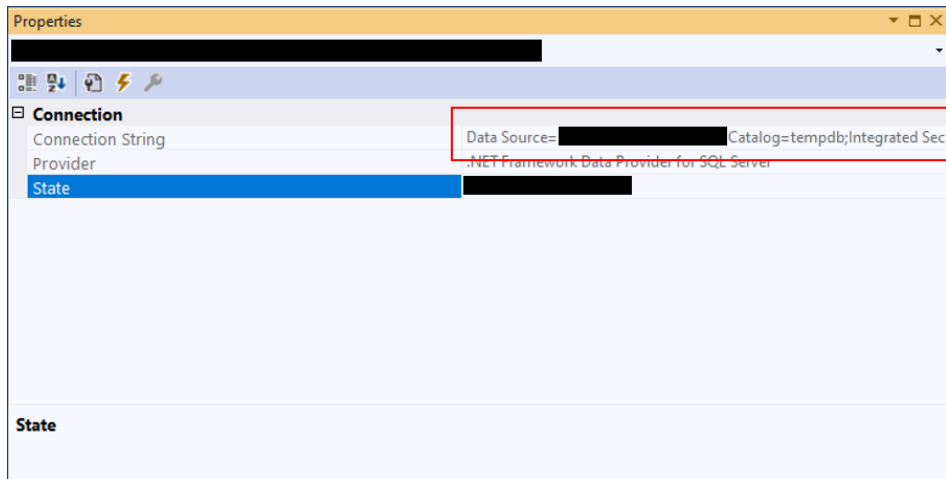 Properties
Connection
Connection String Data Source= Catalog=tempdb;Integrated Sec
Provider .NET Framework Data Provider for SQL Server
State
State